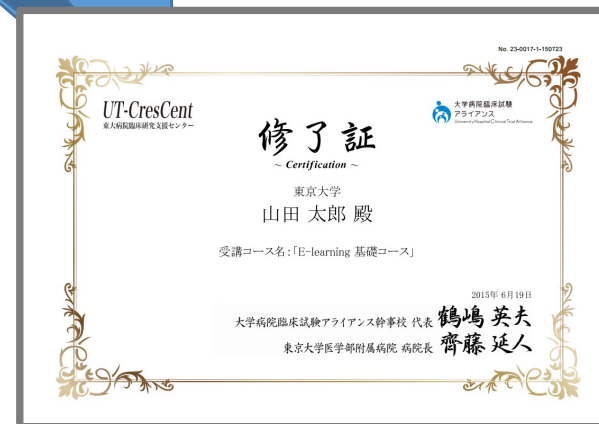 No. 23-0017-1-150723
UT-CresCent
東大病院臨床研究支援センター
大学病院臨床試験
アライアンス
University Hospital Clinical Trial Alliance
修了証
~ Certification ~
東京大学
山田 太郎 殿
受講コース名:「E-learning 基礎コース」
2015年 6月19日
大学病院臨床試験アライアンス幹事校 代表 鶴嶋 英夫
東京大学医学部附属病院 病院長 齊藤 延人